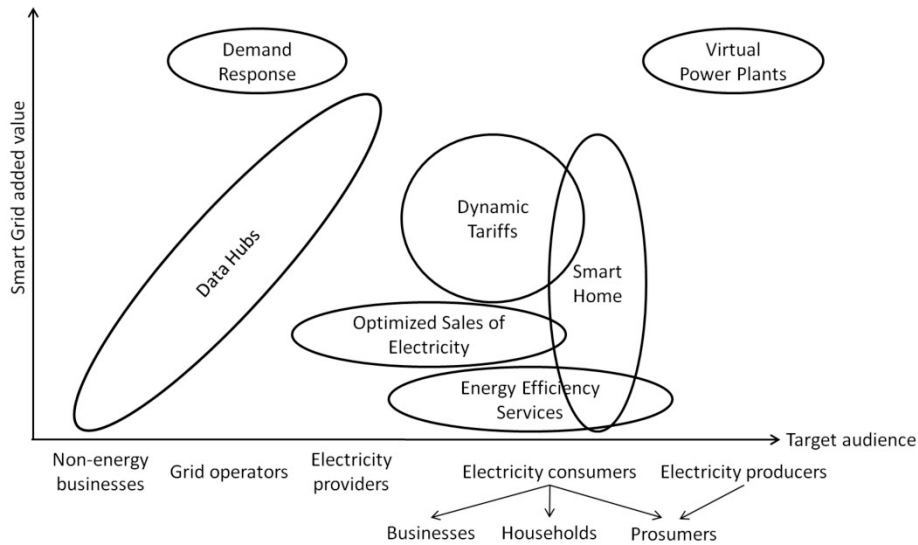 Demand
Response
Virtual
Power Plants
Smart Grid added value
Data Hubs
Dynamic
Tariffs
Smart
Home
Optimized Sales of
Electricity
Energy Efficiency
Services
Target audience
Non-energy
businesses
Grid operators
Electricity
providers
Electricity consumers
Electricity producers
Businesses
Households
Prosumers